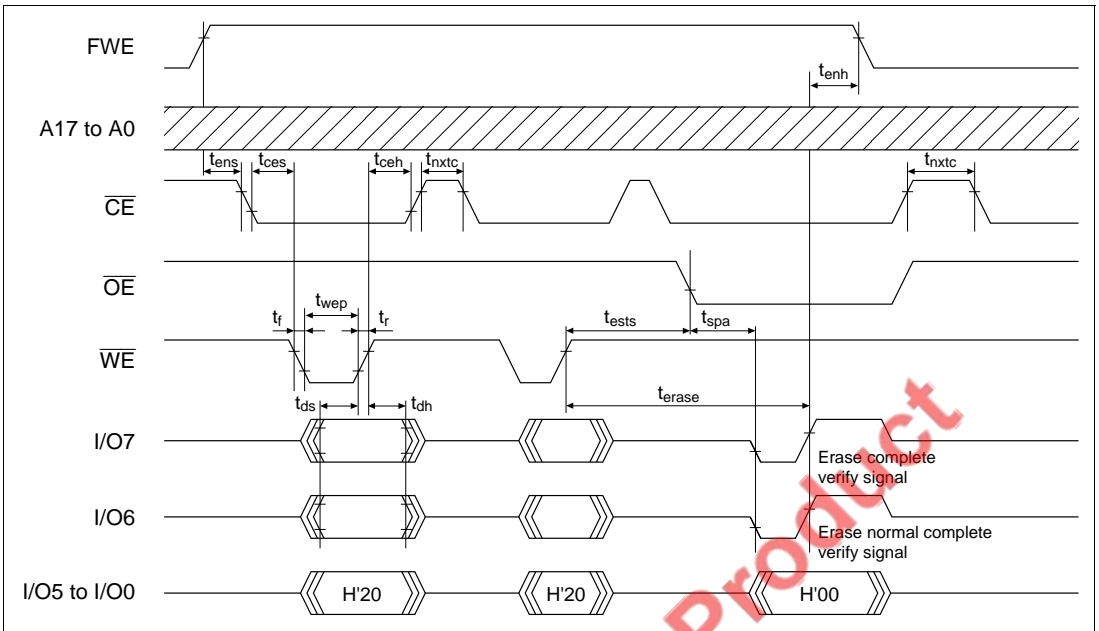 FWE
t_enh
A17 to A0
t_ens t_ces t_ceh t_nxtc t_nxtc
CE
OE
t_f t_wep t_r t_ests t_spa
WE
t_ds t_dh t_erase
I/O7
Erase complete
verify signal
I/O6
Erase normal complete
verify signal
I/O5 to I/O0 H'20 H'20 H'00
Product